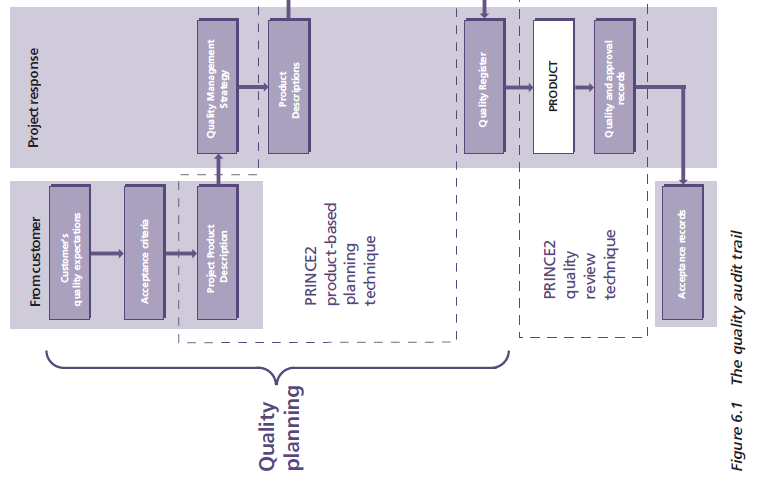 From customer
Project response
Customer's
quality expectations
Acceptance criteria
Project Product
Description
Quality Management
Strategy
Product
Descriptions
PRINCE2
product-based
planning
technique
Quality Register
PRODUCT
Quality and approval
records
PRINCE2
quality
review
technique
Acceptance records
Quality
planning
Figure 6.1 The quality audit trail